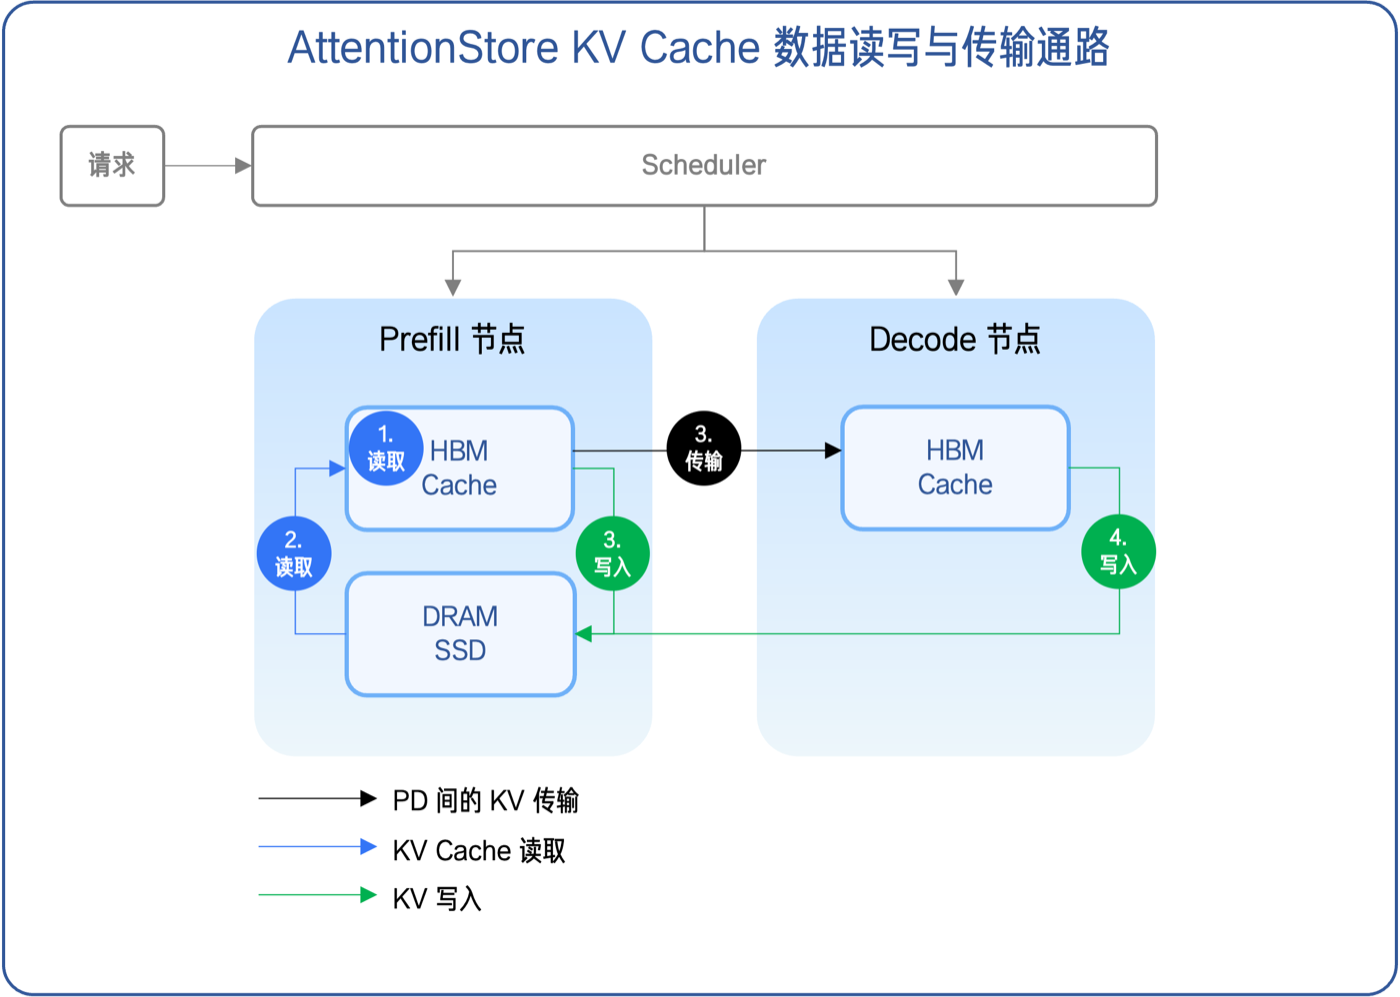 AttentionStore KV Cache 数据读写与传输通路
请求
Scheduler
Prefill 节点
Decode 节点
1.
读取
HBM
Cache
3.
传输
HBM
Cache
2.
读取
3.
写入
4.
写入
DRAM
SSD
PD 间的 KV 传输
KV Cache 读取
KV 写入